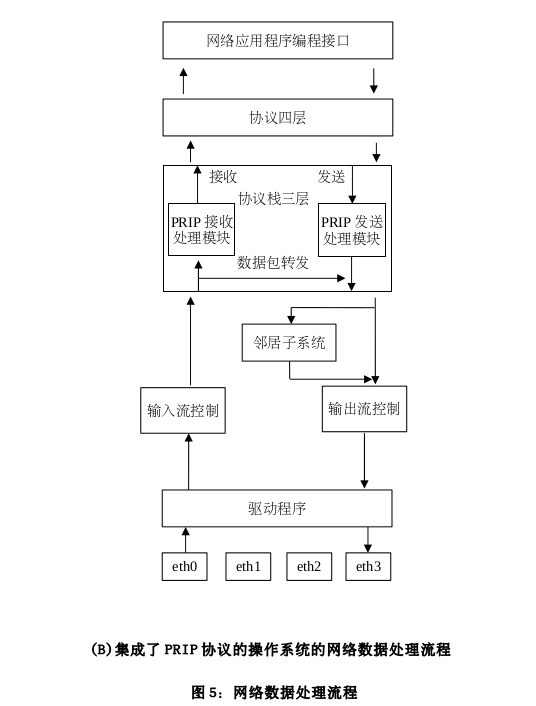 网络应用程序编程接口
协议四层
接收
发送
协议栈三层
PRIP 接收
处理模块
PRIP 发送
处理模块
数据包转发
邻居子系统
输入流控制
输出流控制
驱动程序
eth0
eth1
eth2
eth3
(B)集成了 PRIP 协议的操作系统的网络数据处理流程
图 5：网络数据处理流程